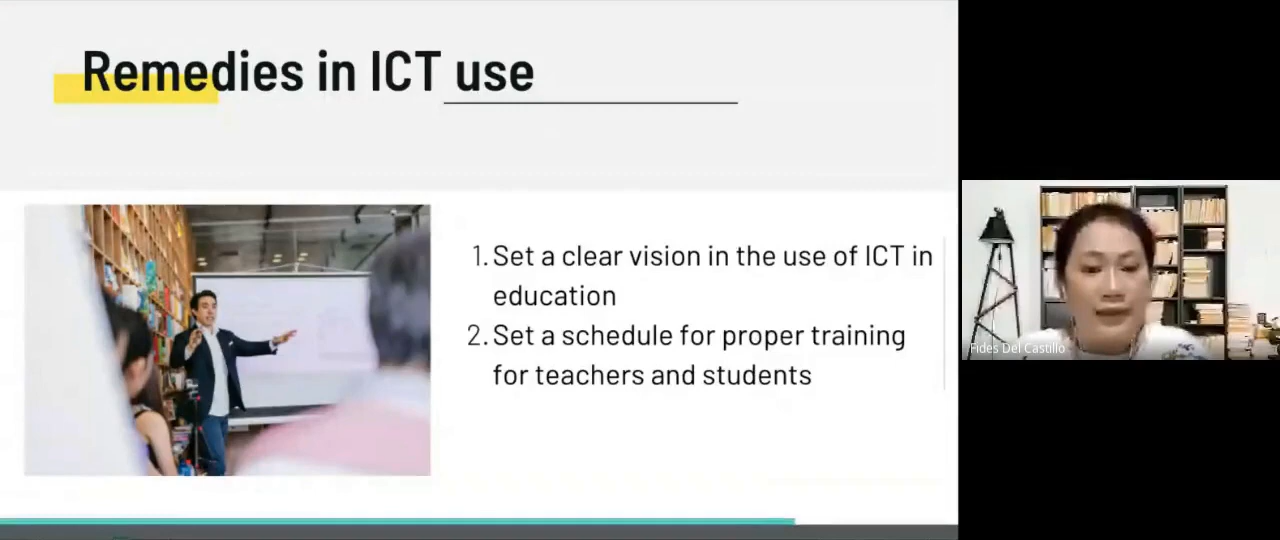 Remedies in ICT use
1. Set a clear vision in the use of ICT in
education
2. Set a schedule for proper training
for teachers and students
Fides Del Castillo